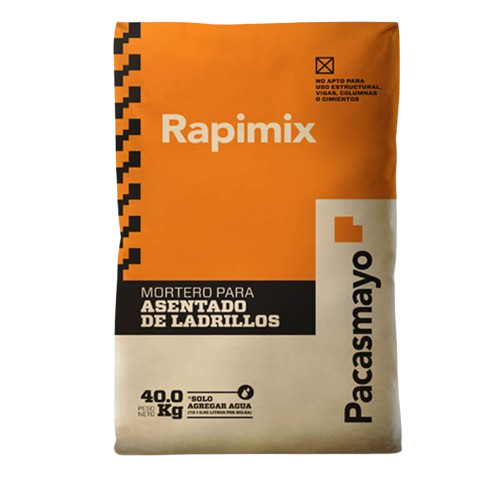 NO APTO PARA
USO ESTRUCTURAL,
VIGAS, COLUMNAS
O CIMIENTOS
Rapimix
Pacasmayo
MORTERO PARA
ASENTADO
DE LADRILLOS
40.0
PESO
NETO
Kg
*SOLO
AGREGAR AGUA